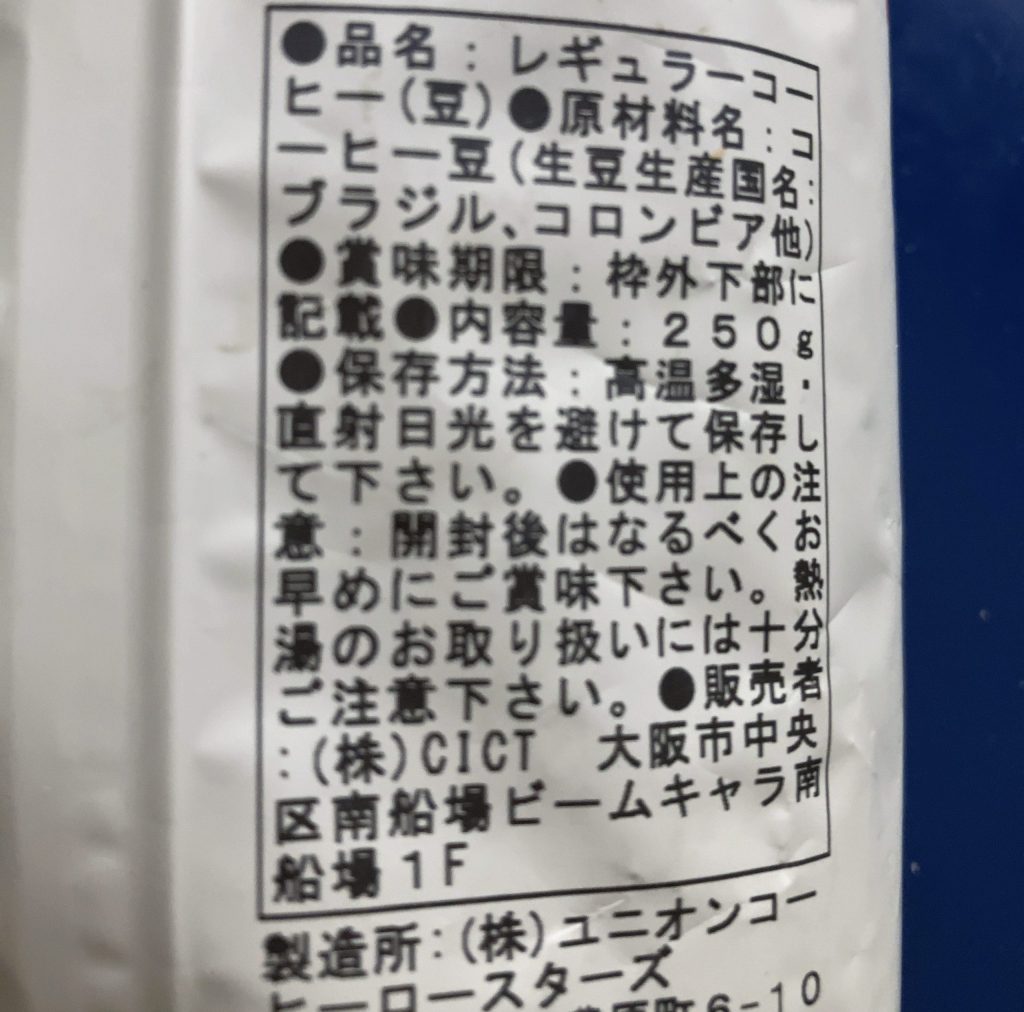 ●品名：レギュラーコー
ヒー(豆)●原材料名：コ
ーヒー豆(生豆生産国名：
ブラジル、コロンビア他)
●賞味期限：枠外下部に
記載●内容量：250g
●保存方法：高温多湿・
直射日光を避けて保存し
て下さい。●使用上の注
意：開封後はなるべくお
早めにご賞味下さい。熱
湯のお取り扱いには十分
ご注意下さい。●販売者
：(株)CICT　大阪市中央
区南船場ビームキャラ南
船場1F
製造所：(株)ユニオンコー
ヒーロースターズ
原町6-10